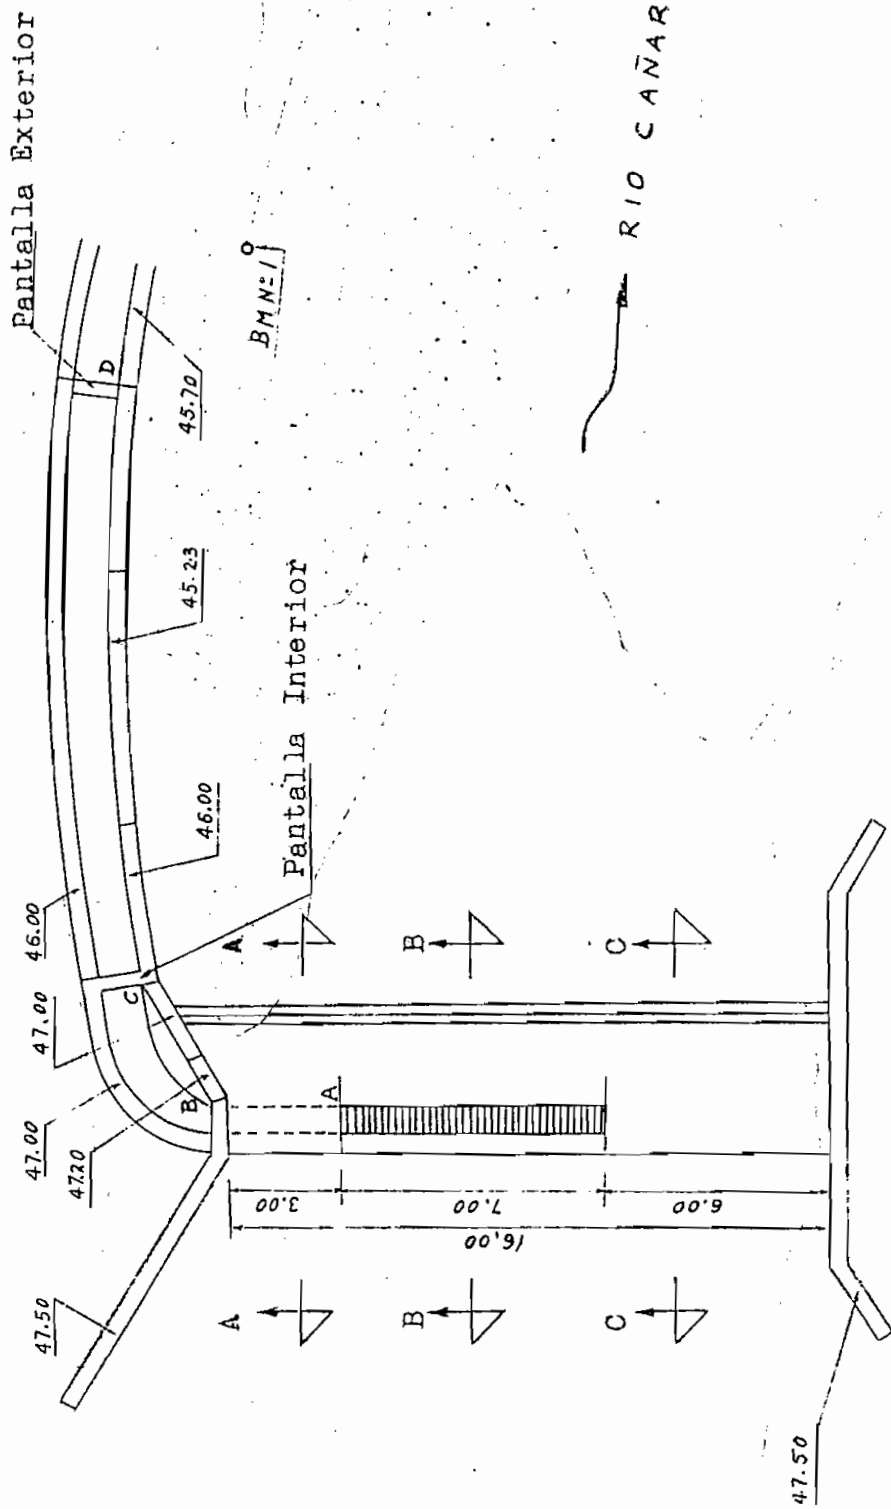 Pantalla Exterior
BM Nº 1
RIO CAÑAR
D
45.70
45.23
Pantalla Interior
46.00
46.00
47.00
C
47.00
47.20
B
A
47.50
A
B
C
A
B
C
3.00
7.00
6.00
16,00
47.50